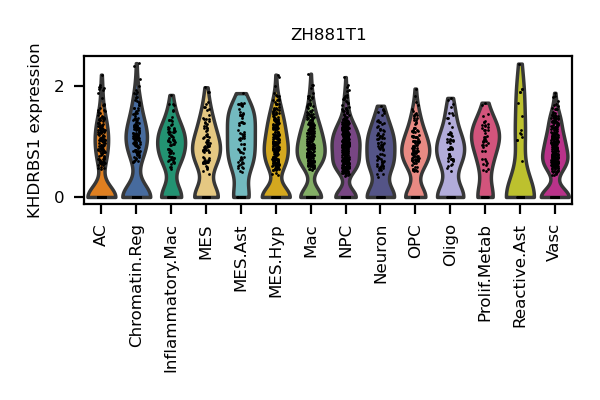 ZH881T1
KHDRBS1 expression
2
0
AC
Chromatin.Reg
Inflammatory.Mac
MES
MES.Ast
MES.Hyp
Mac
NPC
Neuron
OPC
Oligo
Prolif.Metab
Reactive.Ast
Vasc